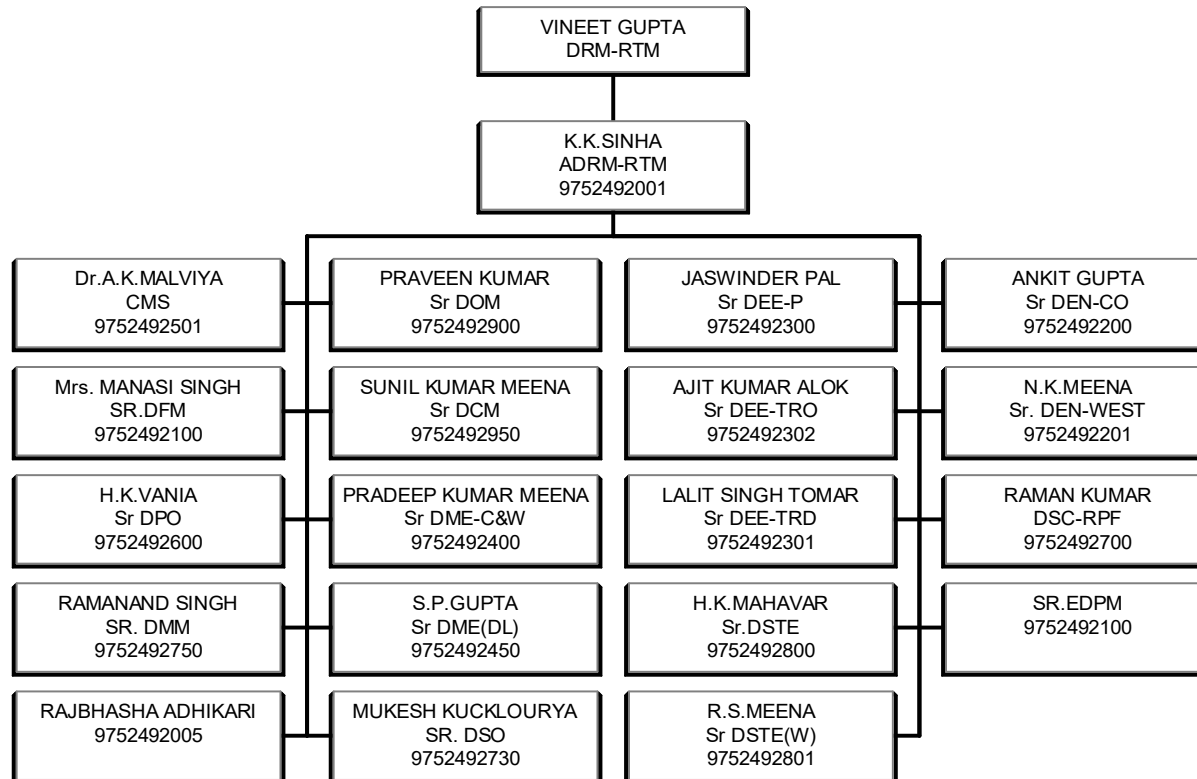 VINEET GUPTA
DRM-RTM
K.K.SINHA
ADRM-RTM
9752492001
Dr.A.K.MALVIYA
CMS
9752492501
PRAVEEN KUMAR
Sr DOM
9752492900
JASWINDER PAL
Sr DEE-P
9752492300
ANKIT GUPTA
Sr DEN-CO
9752492200
Mrs. MANASI SINGH
SR.DFM
9752492100
SUNIL KUMAR MEENA
Sr DCM
9752492950
AJIT KUMAR ALOK
Sr DEE-TRO
9752492302
N.K.MEENA
Sr. DEN-WEST
9752492201
H.K.VANIA
Sr DPO
9752492600
PRADEEP KUMAR MEENA
Sr DME-C&W
9752492400
LALIT SINGH TOMAR
Sr DEE-TRD
9752492301
RAMAN KUMAR
DSC-RPF
9752492700
RAMANAND SINGH
SR. DMM
9752492750
S.P.GUPTA
Sr DME(DL)
9752492450
H.K.MAHAVAR
Sr.DSTE
9752492800
SR.EDPM
9752492100
RAJBHASHA ADHIKARI
9752492005
MUKESH KUCKLOURYA
SR. DSO
9752492730
R.S.MEENA
Sr DSTE(W)
9752492801